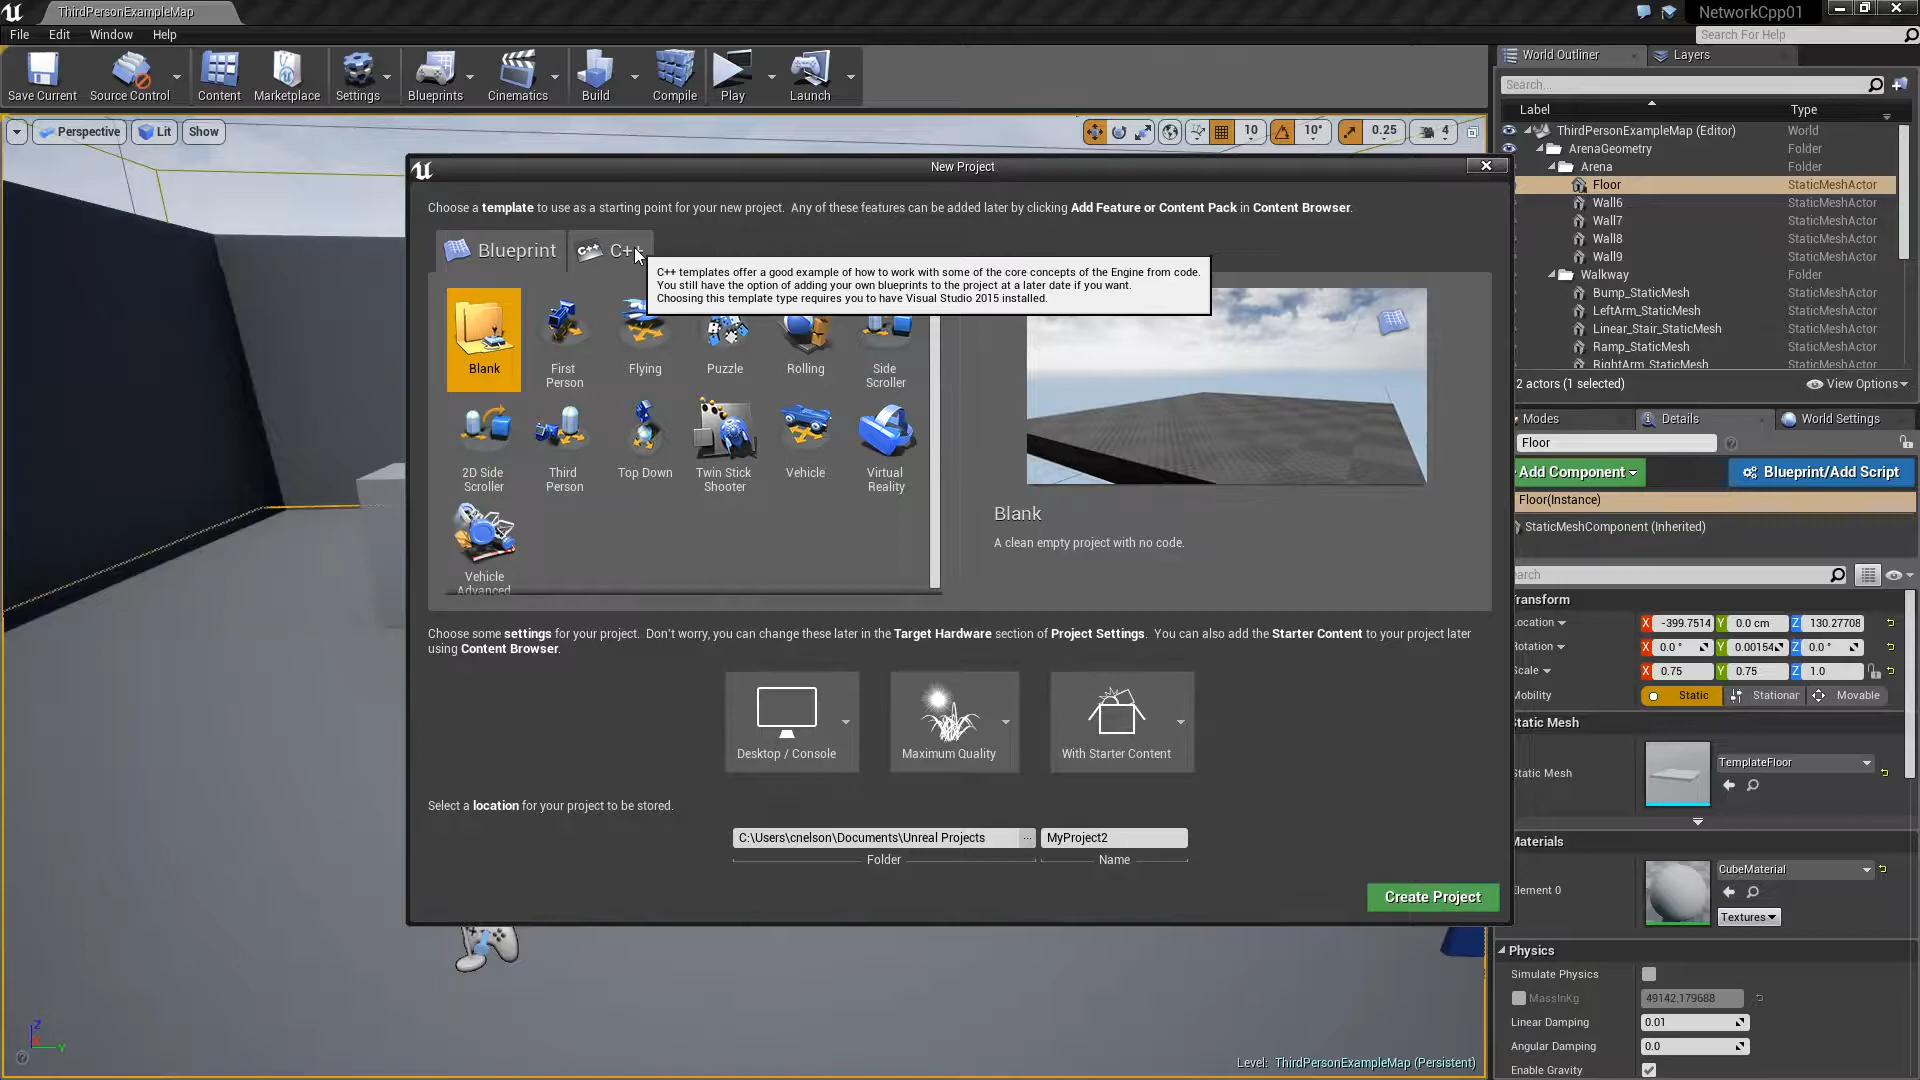 ThirdPersonExampleMap
NetworkCpp01
File Edit Window Help
Search For Help
Save Current Source Control Content Marketplace Settings Blueprints Cinematics Build Compile Play Launch
World Outliner Layers
Search...
Label Type
ThirdPersonExampleMap (Editor) World
ArenaGeometry Folder
Arena Folder
Floor StaticMeshActor
Wall6 StaticMeshActor
Wall7 StaticMeshActor
Wall8 StaticMeshActor
Wall9 StaticMeshActor
Walkway Folder
Bump_StaticMesh StaticMeshActor
LeftArm_StaticMesh StaticMeshActor
Linear_Stair_StaticMesh StaticMeshActor
Ramp_StaticMesh StaticMeshActor
RightArm_StaticMesh StaticMeshActor
2 actors (1 selected) View Options
Perspective Lit Show
10 10° 0.25 4
New Project
Choose a template to use as a starting point for your new project. Any of these features can be added later by clicking Add Feature or Content Pack in Content Browser.
Blueprint C++ C++
C++ templates offer a good example of how to work with some of the core concepts of the Engine from code.
You still have the option of adding your own blueprints to the project at a later date if you want.
Choosing this template type requires you to have Visual Studio 2015 installed.
Blank First Person Flying Puzzle Rolling Side Scroller
2D Side Scroller Third Person Top Down Twin Stick Shooter Vehicle Virtual Reality
Vehicle Advanced
Blank
A clean empty project with no code.
Choose some settings for your project. Don't worry, you can change these later in the Target Hardware section of Project Settings. You can also add the Starter Content to your project later
using Content Browser.
Desktop / Console Maximum Quality With Starter Content
Select a location for your project to be stored.
C:\Users\cnelson\Documents\Unreal Projects ... MyProject2
Folder Name
Create Project
Modes Details World Settings
Floor
Add Component Blueprint/Add Script
Floor(Instance)
StaticMeshComponent (Inherited)
earch
Transform
Location X -399.7514 Y 0.0 cm Z 130.27708
Rotation X 0.0 ° Y 0.00154 Z 0.0 °
Scale X 0.75 Y 0.75 Z 1.0
Mobility Static Stationar Movable
Static Mesh
Static Mesh TemplateFloor
Materials
Element 0 CubeMaterial
Textures
Physics
Simulate Physics
MassInKg 49142.179688
Linear Damping 0.01
Angular Damping 0.0
Enable Gravity
Z
X
Y
Level: ThirdPersonExampleMap (Persistent)